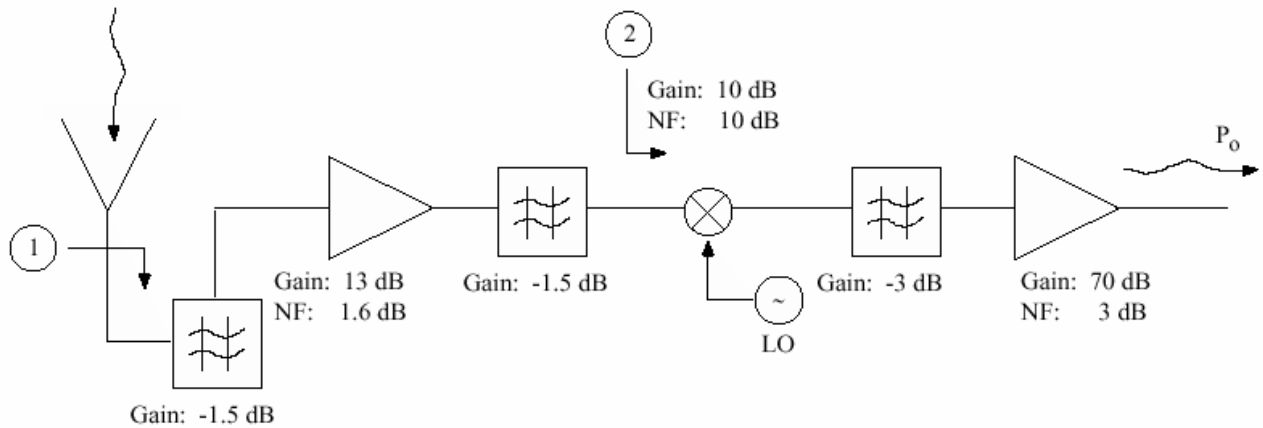 2
Gain: 10 dB
NF: 10 dB
Po
1
Gain: 13 dB
NF: 1.6 dB
Gain: -1.5 dB
Gain: -3 dB
Gain: 70 dB
NF: 3 dB
~
LO
Gain: -1.5 dB